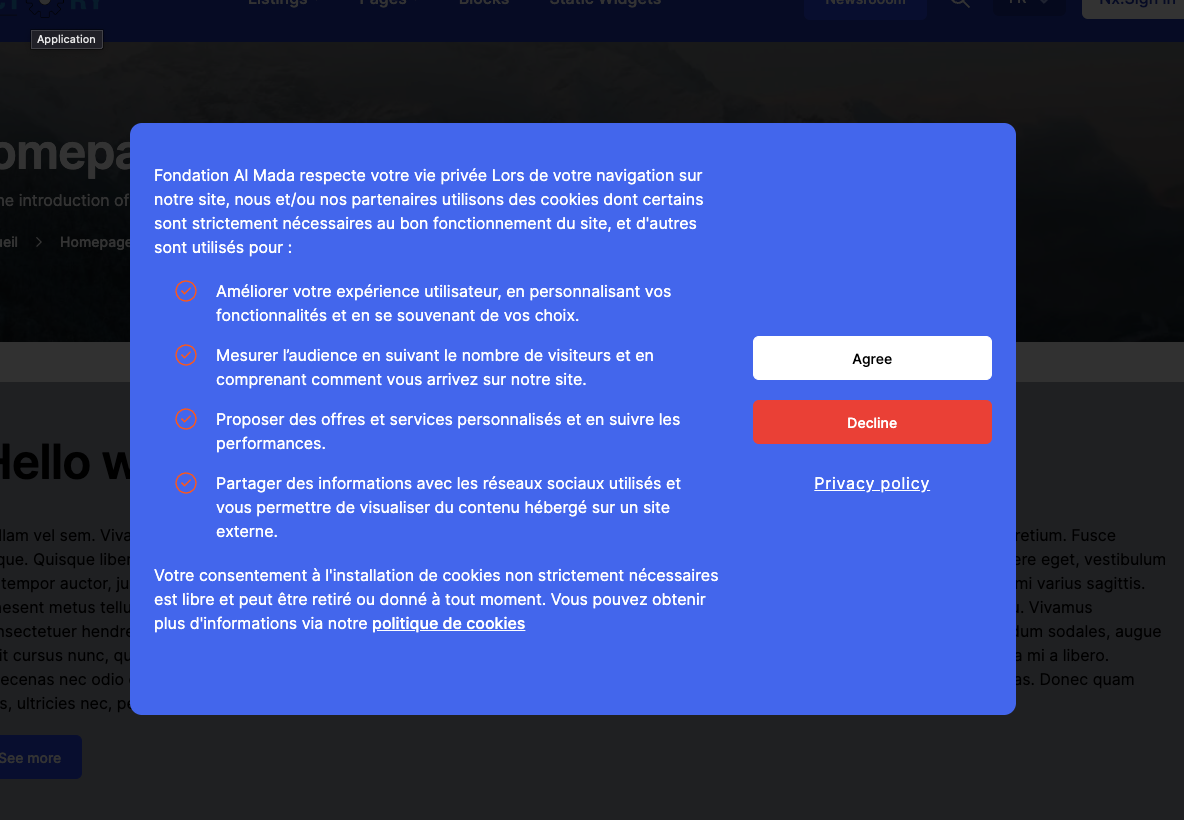 Listings Pages Blocks Static Widgets Newsroom FR Nx.Sign In
Application
omepa
ne introduction of
eil Homepage
Fondation Al Mada respecte votre vie privée Lors de votre navigation sur
notre site, nous et/ou nos partenaires utilisons des cookies dont certains
sont strictement nécessaires au bon fonctionnement du site, et d'autres
sont utilisés pour :
Améliorer votre expérience utilisateur, en personnalisant vos
fonctionnalités et en se souvenant de vos choix.
Mesurer l’audience en suivant le nombre de visiteurs et en
comprenant comment vous arrivez sur notre site.
Proposer des offres et services personnalisés et en suivre les
performances.
Partager des informations avec les réseaux sociaux utilisés et
vous permettre de visualiser du contenu hébergé sur un site
externe.
Votre consentement à l'installation de cookies non strictement nécessaires
est libre et peut être retiré ou donné à tout moment. Vous pouvez obtenir
plus d'informations via notre politique de cookies
Agree
Decline
Privacy policy
Hello w
llam vel sem. Viva retium. Fusce
que. Quisque liber ere eget, vestibulum
tempor auctor, ju mi varius sagittis.
aesent metus tellu u. Vivamus
nsectetuer hendre dum sodales, augue
it cursus nunc, qu a mi a libero.
ecenas nec odio as. Donec quam
s, ultricies nec, pe
See more